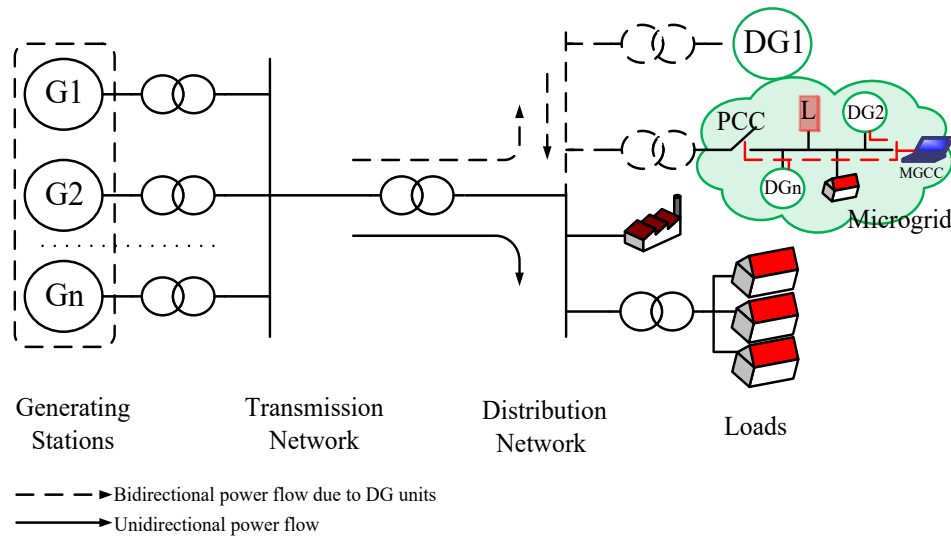 G1
G2
Gn
DG1
PCC
L
DG2
DGn
MGCC
Microgrid
Generating
Stations
Transmission
Network
Distribution
Network
Loads
Bidirectional power flow due to DG units
Unidirectional power flow